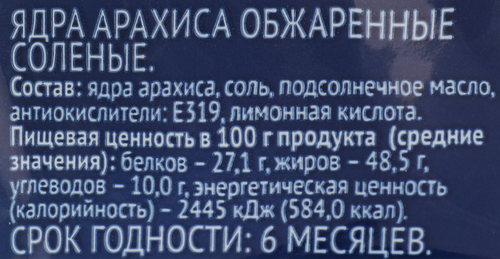 ЯДРА АРАХИСА ОБЖАРЕННЫЕ
СОЛЕНЫЕ.
Состав: ядра арахиса, соль, подсолнечное масло,
антиокислители: Е319, лимонная кислота.
Пищевая ценность в 100 г продукта (средние
значения): белков – 27,1 г, жиров – 48,5 г,
углеводов – 10,0 г, энергетическая ценность
(калорийность) – 2445 кДж (584,0 ккал).
СРОК ГОДНОСТИ: 6 МЕСЯЦЕВ.